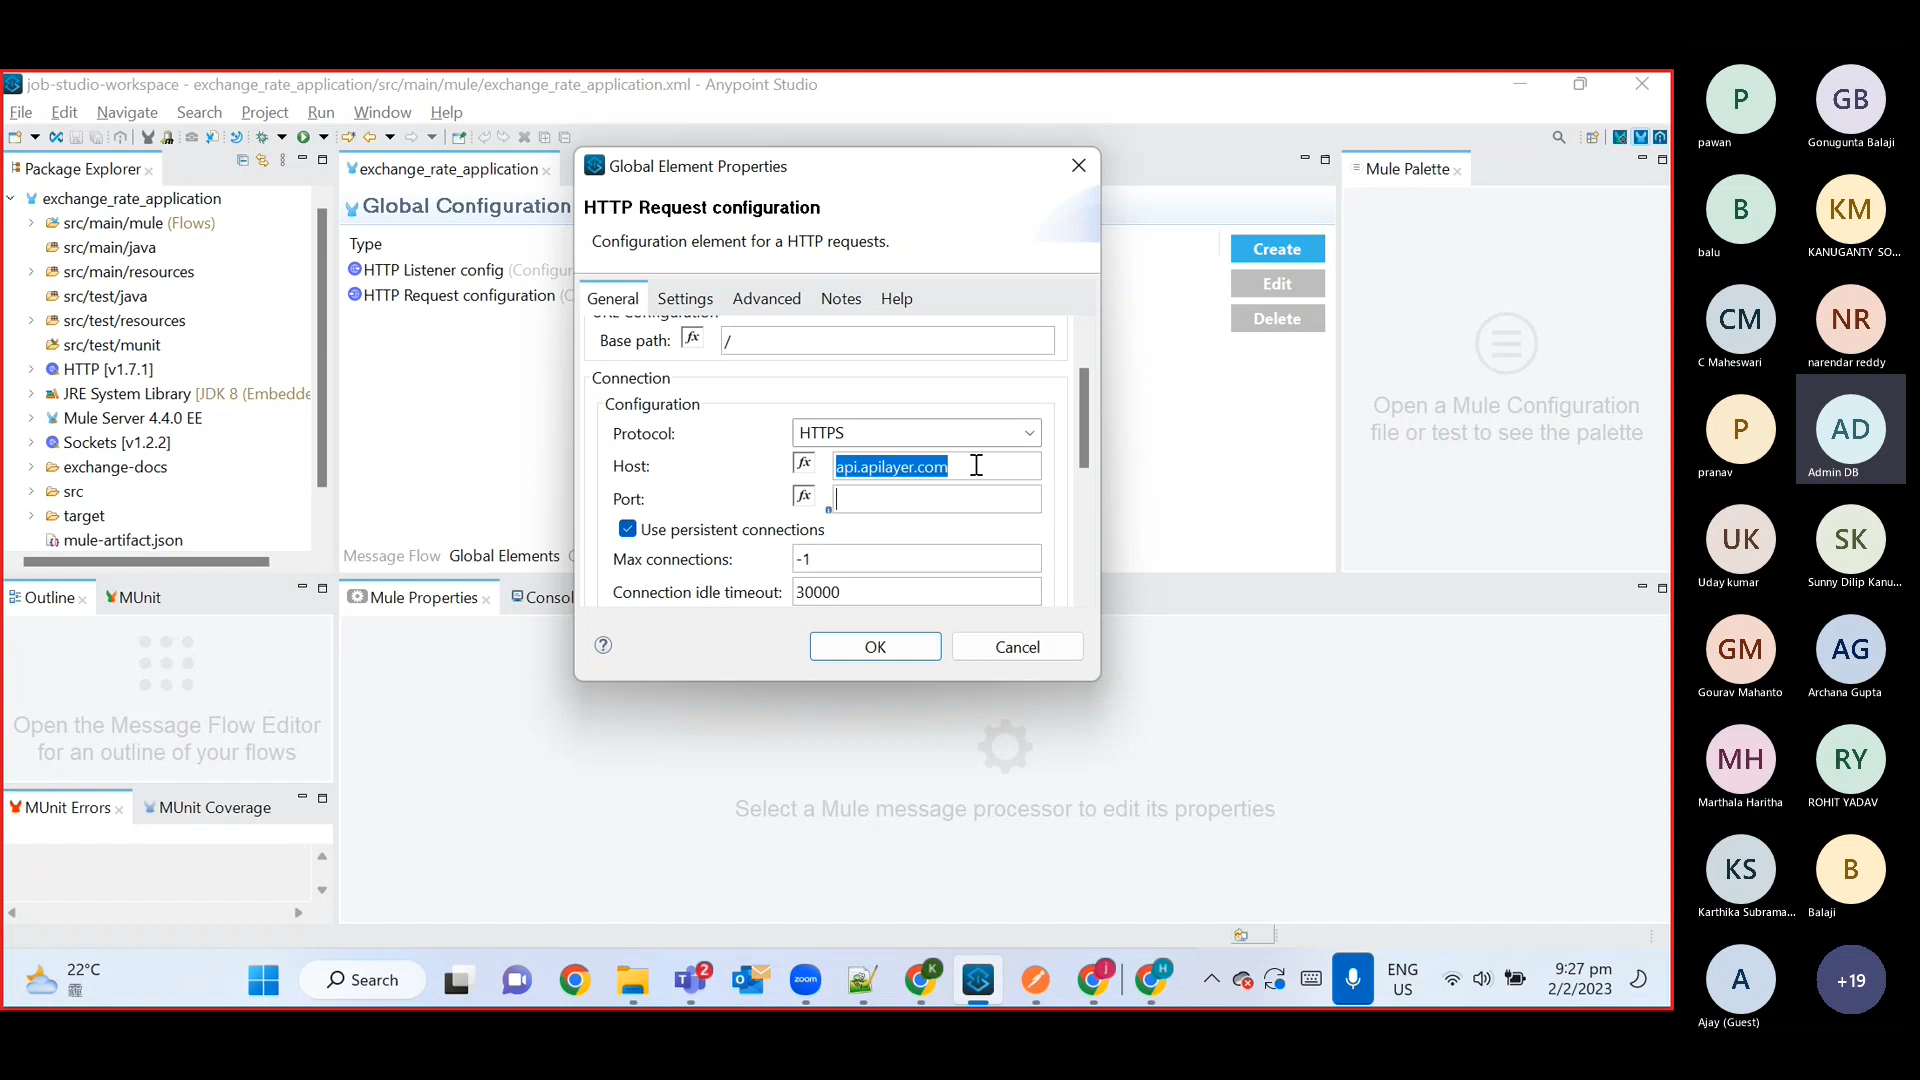 job-studio-workspace - exchange_rate_application/src/main/mule/exchange_rate_application.xml - Anypoint Studio
File Edit Navigate Search Project Run Window Help
Package Explorer
exchange_rate_application
src/main/mule (Flows)
src/main/java
src/main/resources
src/test/java
src/test/resources
src/test/munit
HTTP [v1.7.1]
JRE System Library [JDK 8 (Embedde
Mule Server 4.4.0 EE
Sockets [v1.2.2]
exchange-docs
src
target
mule-artifact.json
exchange_rate_application
Global Configuration
Type
HTTP Listener config (Configur
HTTP Request configuration (C
Create
Edit
Delete
Message Flow Global Elements
Global Element Properties
HTTP Request configuration
Configuration element for a HTTP requests.
General Settings Advanced Notes Help
URL Configuration
Base path: fx /
Connection
Configuration
Protocol: HTTPS
Host: fx api.apilayer.com
Port: fx
Use persistent connections
Max connections: -1
Connection idle timeout: 30000
OK Cancel
Mule Palette
Open a Mule Configuration
file or test to see the palette
Outline MUnit
Open the Message Flow Editor
for an outline of your flows
MUnit Errors MUnit Coverage
Mule Properties Consol
Select a Mule message processor to edit its properties
22°C
霾
Search
2
zoom
K
J
H
ENG
US
9:27 pm
2/2/2023
P
pawan
GB
Gonugunta Balaji
B
balu
KM
KANUGANTY SO...
CM
C Maheswari
NR
narendar reddy
P
pranav
AD
Admin DB
UK
Uday kumar
SK
Sunny Dilip Kanu...
GM
Gourav Mahanto
AG
Archana Gupta
MH
Marthala Haritha
RY
ROHIT YADAV
KS
Karthika Subrama...
B
Balaji
A
Ajay (Guest)
+19